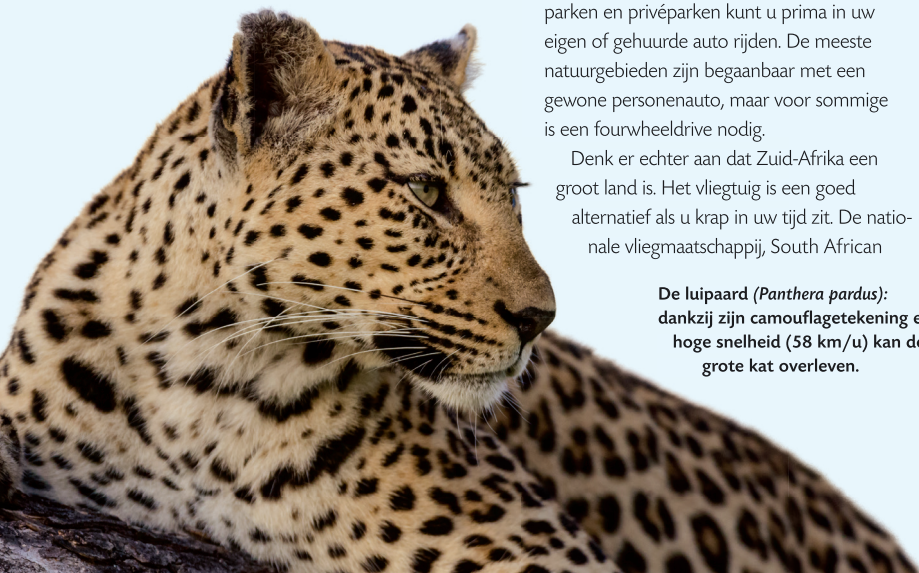 parken en privéparken kunt u prima in uw
eigen of gehuurde auto rijden. De meeste
natuurgebieden zijn begaanbaar met een
gewone personenauto, maar voor sommige
is een fourwheeldrive nodig.
Denk er echter aan dat Zuid-Afrika een
groot land is. Het vliegtuig is een goed
alternatief als u krap in uw tijd zit. De natio-
nale vliegmaatschappij, South African
De luipaard (Panthera pardus):
dankzij zijn camouflagetekening e
hoge snelheid (58 km/u) kan de
grote kat overleven.